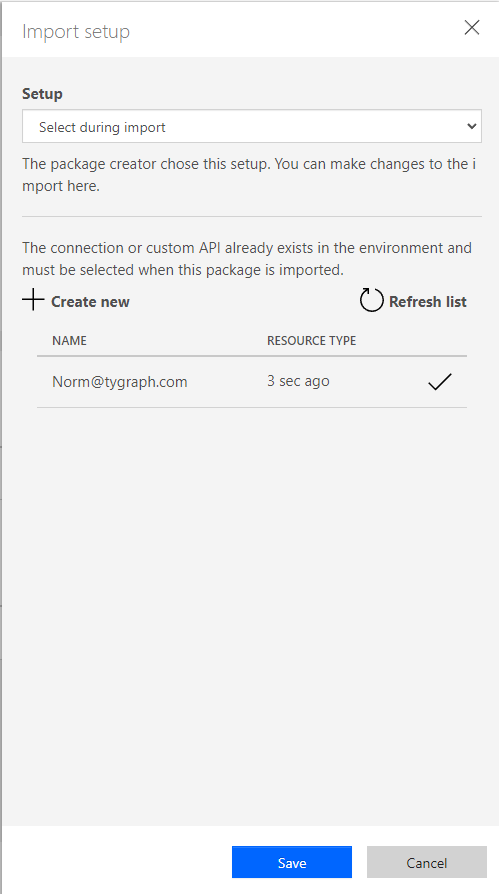 Import setup
Setup
Select during import
The package creator chose this setup. You can make changes to the i
mport here.
The connection or custom API already exists in the environment and
must be selected when this package is imported.
Create new
Refresh list
NAME RESOURCE TYPE
Norm@tygraph.com 3 sec ago
Save Cancel